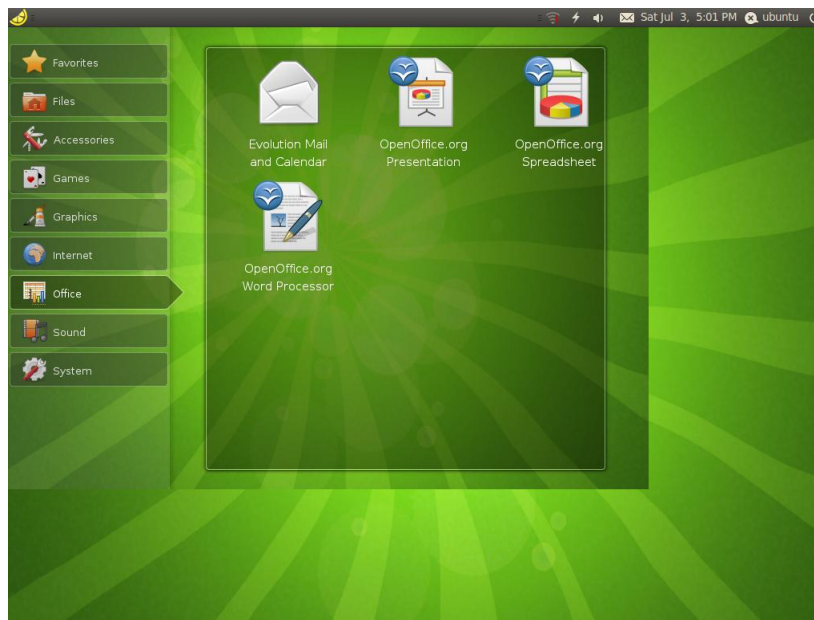 Sat Jul 3, 5:01 PM ubuntu
Favorites
Files
Accessories
Games
Graphics
Internet
Office
Sound
System
Evolution Mail
and Calendar
OpenOffice.org
Presentation
OpenOffice.org
Spreadsheet
OpenOffice.org
Word Processor